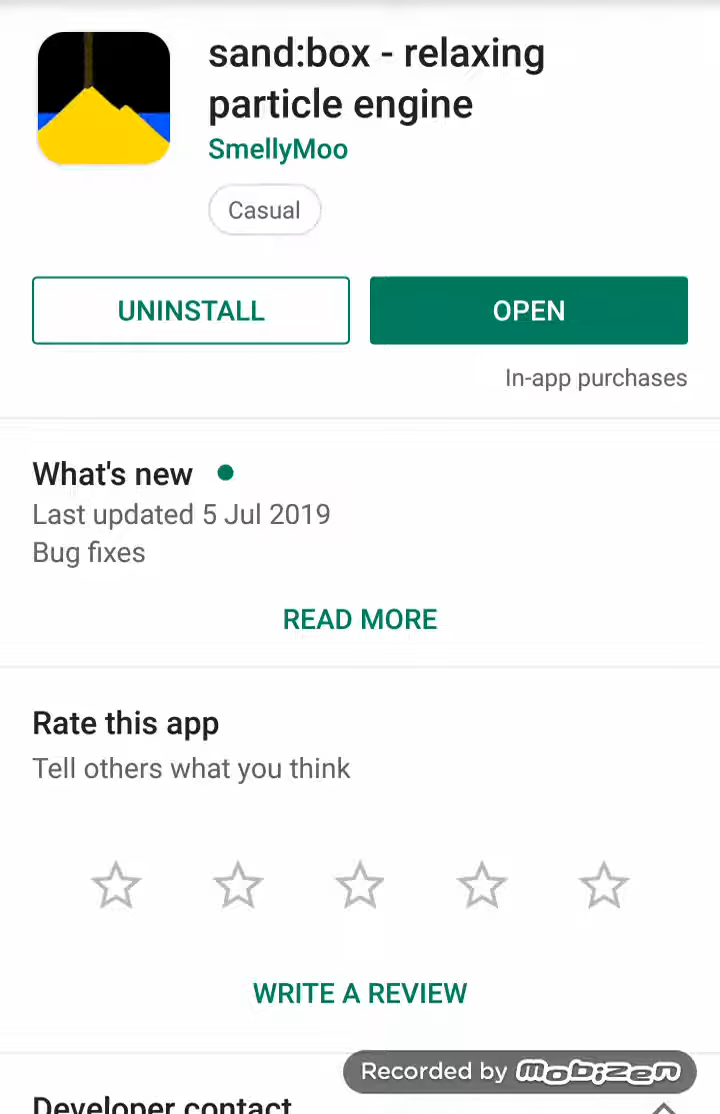 sand:box - relaxing
particle engine
SmellyMoo
Casual
UNINSTALL
OPEN
In-app purchases
What's new
Last updated 5 Jul 2019
Bug fixes
READ MORE
Rate this app
Tell others what you think
WRITE A REVIEW
Recorded by mobizen
Developer contact